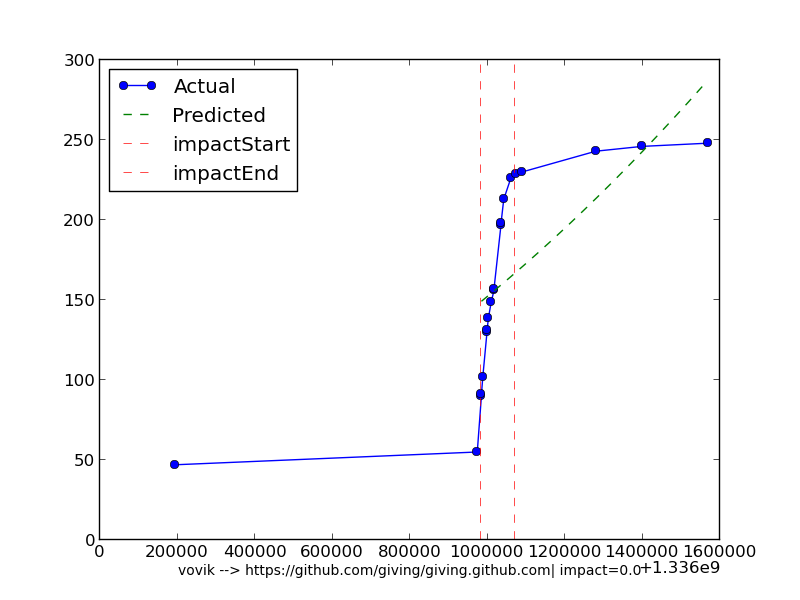 300
250
200
150
100
50
0
Actual
Predicted
impactStart
impactEnd
0 200000 400000 600000 800000 1000000 1200000 1400000 1600000
+1.336e9
vovik --> https://github.com/giving/giving.github.com| impact=0.0